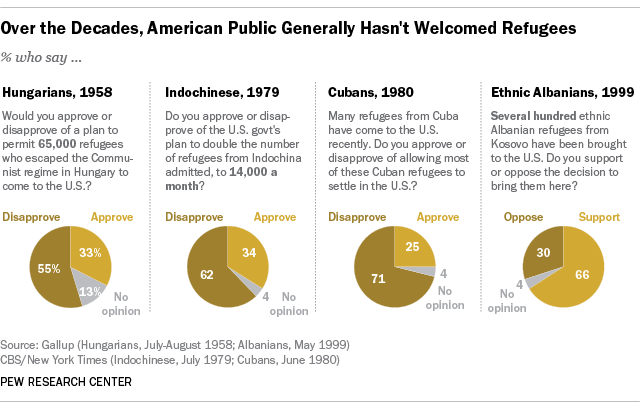 Over the Decades, American Public Generally Hasn't Welcomed Refugees
% who say ...
Hungarians, 1958
Would you approve or
disapprove of a plan to
permit 65,000 refugees
who escaped the Commu-
nist regime in Hungary to
come to the U.S.?
Disapprove Approve
55%
33%
13%
No
opinion
Indochinese, 1979
Do you approve or disap-
prove of the U.S. govt's
plan to double the number
of refugees from Indochina
admitted, to 14,000 a
month?
Disapprove Approve
62
34
4
No
opinion
Cubans, 1980
Many refugees from Cuba
have come to the U.S.
recently. Do you approve or
disapprove of allowing most
of these Cuban refugees to
settle in the U.S.?
Disapprove Approve
71
25
4
No
opinion
Ethnic Albanians, 1999
Several hundred ethnic
Albanian refugees from
Kosovo have been brought
to the U.S. Do you support
or oppose the decision to
bring them here?
Oppose Support
30
66
4
No
opinion
Source: Gallup (Hungarians, July-August 1958; Albanians, May 1999)
CBS/New York Times (Indochinese, July 1979; Cubans, June 1980)
PEW RESEARCH CENTER